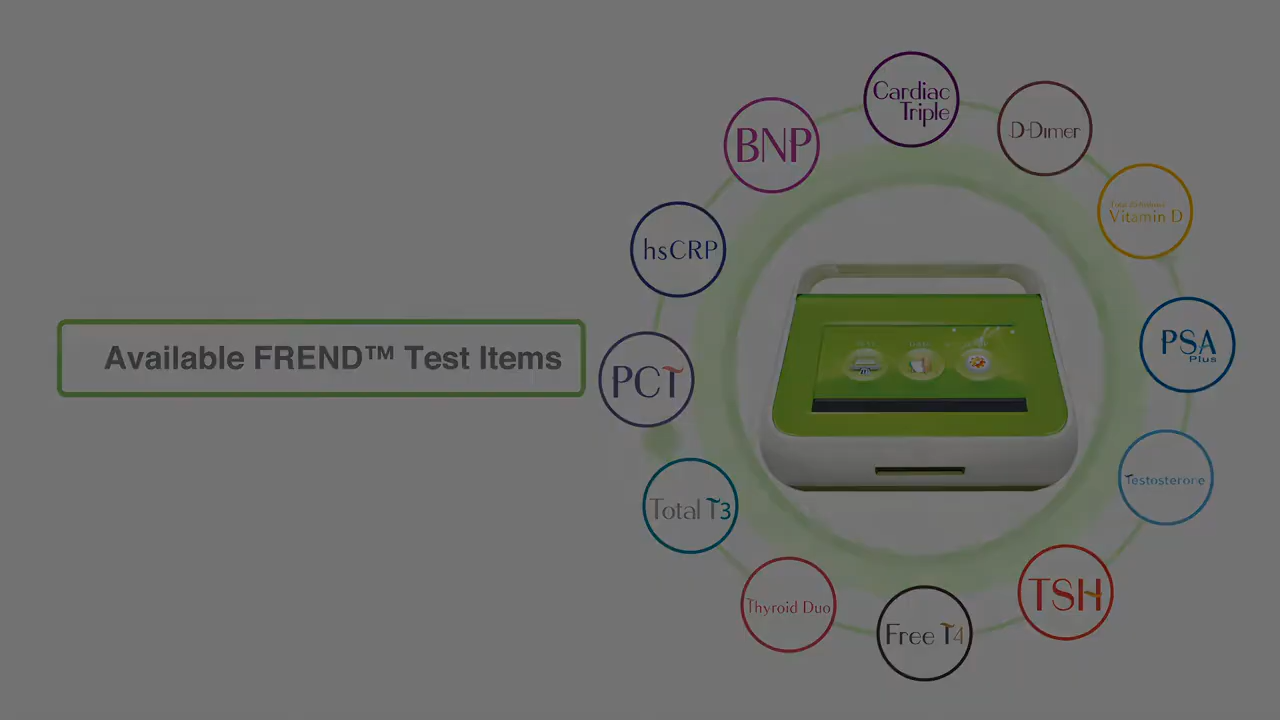 Available FREND™ Test Items
Cardiac
Triple
D-Dimer
Vitamin D
PSA
Plus
Testosterone
TSH
Free T4
Thyroid Duo
Total T3
PCT
hsCRP
BNP